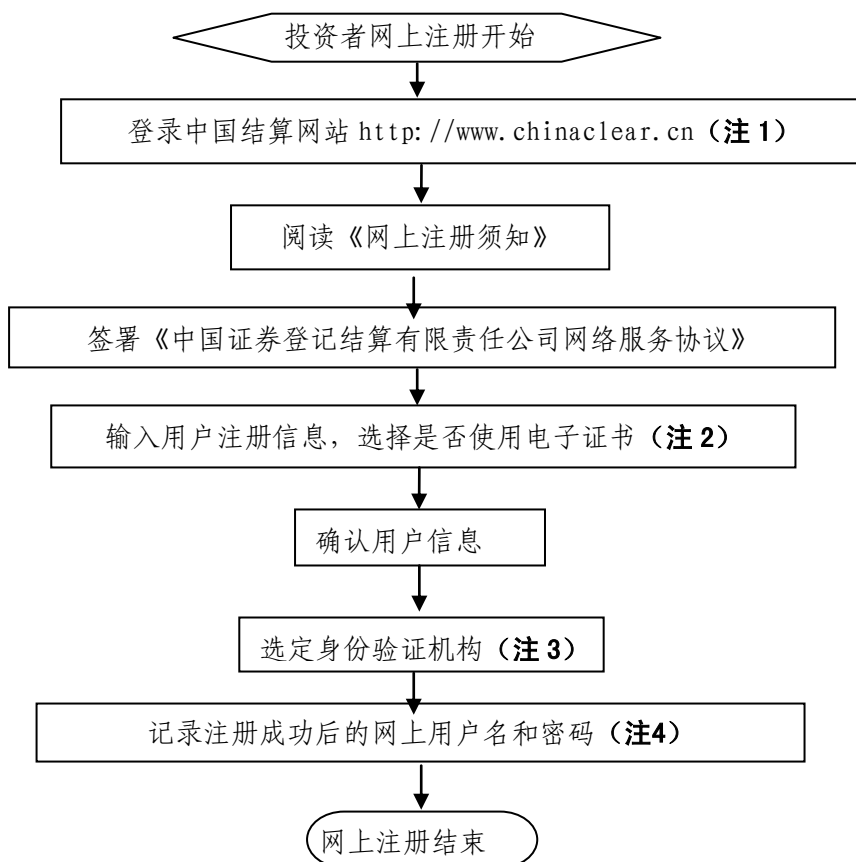 投资者网上注册开始
登录中国结算网站 http://www.chinaclear.cn（注 1）
阅读《网上注册须知》
签署《中国证券登记结算有限责任公司网络服务协议》
输入用户注册信息，选择是否使用电子证书（注 2）
确认用户信息
选定身份验证机构（注 3）
记录注册成功后的网上用户名和密码（注4）
网上注册结束